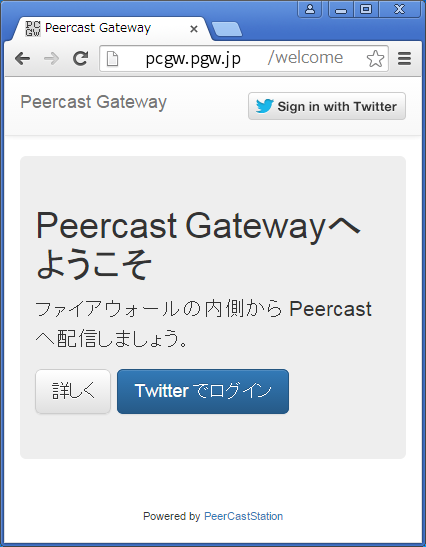 PC
GW
Peercast Gateway
pcgw.pgw.jp /welcome
Peercast Gateway
Sign in with Twitter
Peercast Gatewayへ
ようこそ
ファイアウォールの内側から Peercast
へ配信しましょう。
詳しく
Twitter でログイン
Powered by PeerCastStation